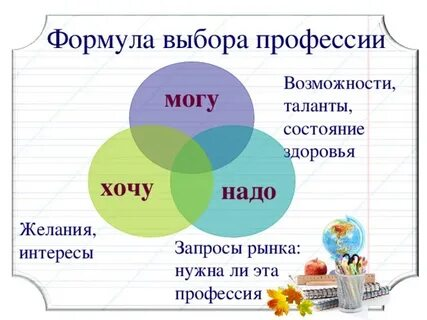 Формула выбора профессии
могу
Возможности,
таланты,
состояние
здоровья
хочу
надо
Желания,
интересы
Запросы рынка:
нужна ли эта
профессия